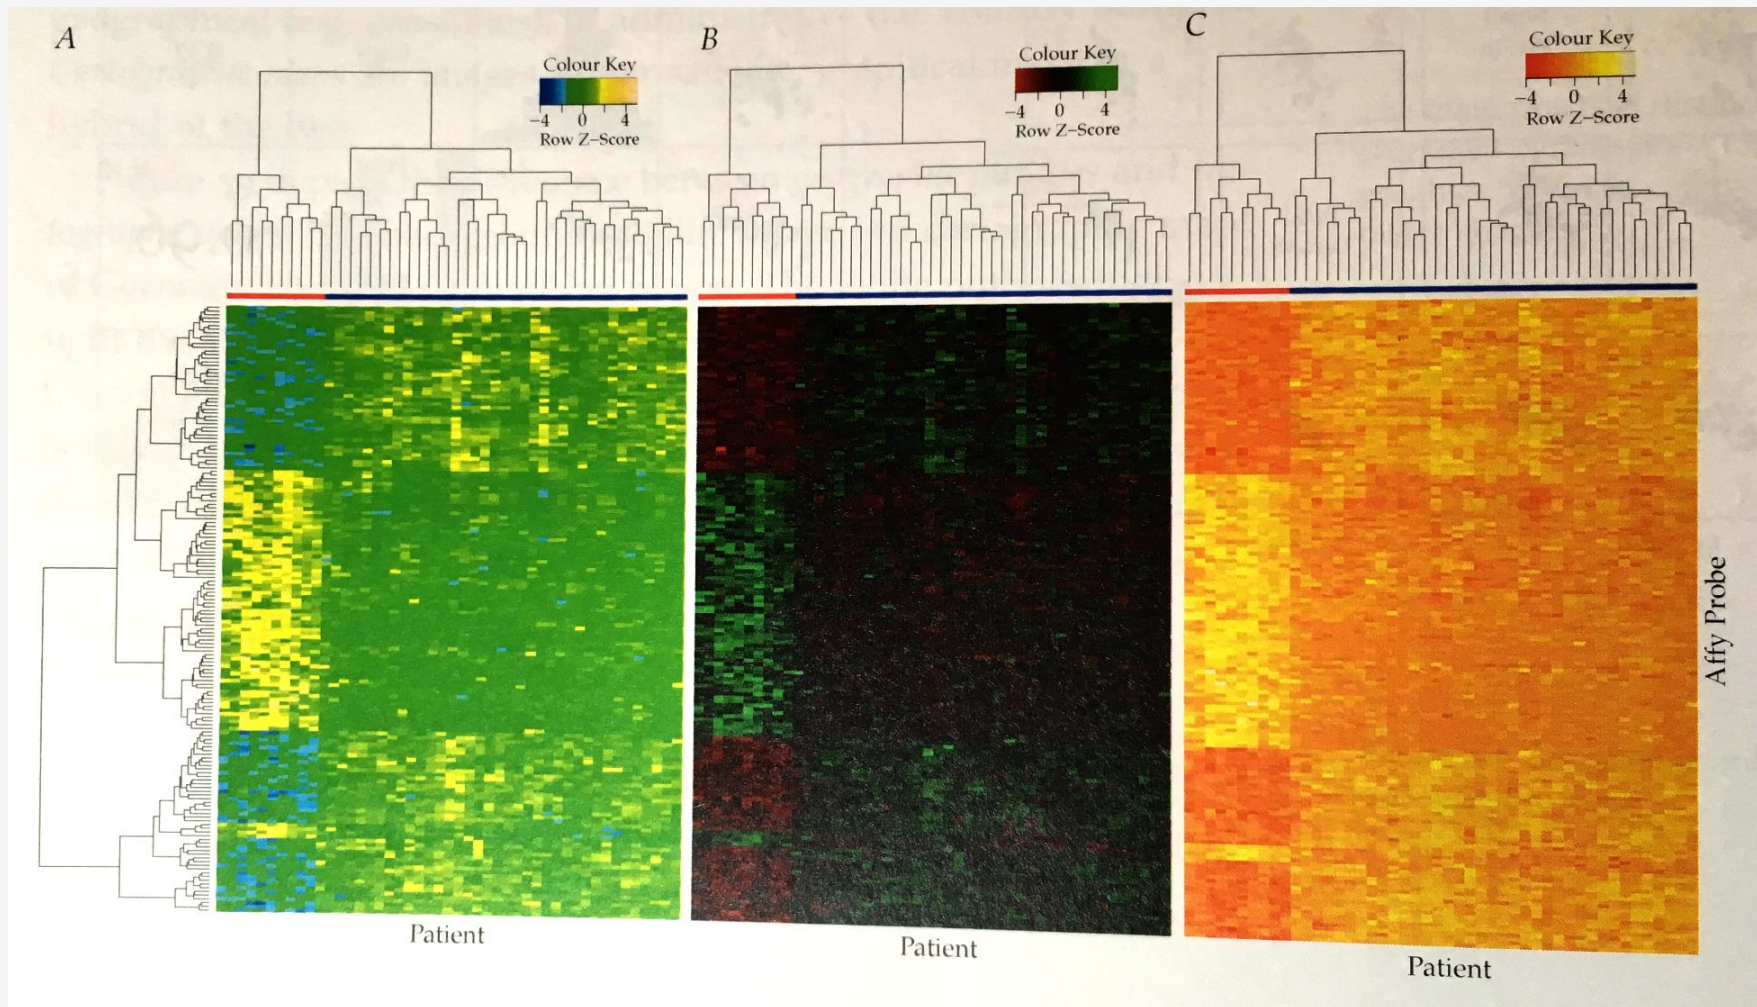 A
Colour Key
−4 0 4
Row Z−Score
Patient
B
Colour Key
−4 0 4
Row Z−Score
Patient
C
Colour Key
−4 0 4
Row Z−Score
Patient
Affy Probe